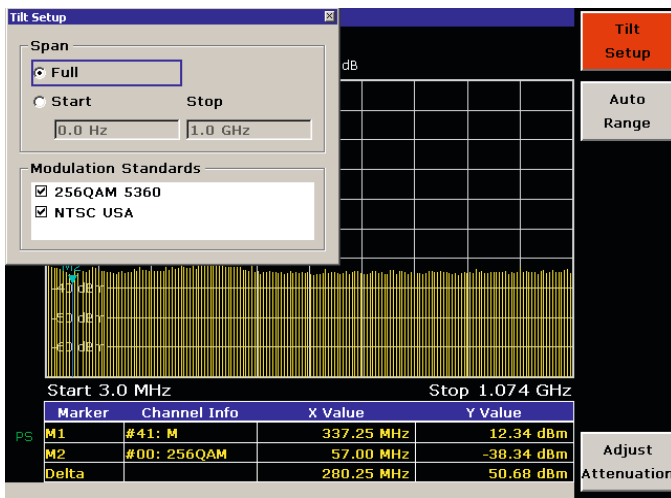 Tilt Setup
Span
Full
Start Stop
0.0 Hz 1.0 GHz
Modulation Standards
256QAM 5360
NTSC USA
dB
Tilt
Setup
Auto
Range
M2
-40 dBm
-50 dBm
-60 dBm
Start 3.0 MHz Stop 1.074 GHz
Marker Channel Info X Value Y Value
PS
M1 #41: M 337.25 MHz 12.34 dBm
M2 #00: 256QAM 57.00 MHz -38.34 dBm
Delta 280.25 MHz 50.68 dBm
Adjust
Attenuation